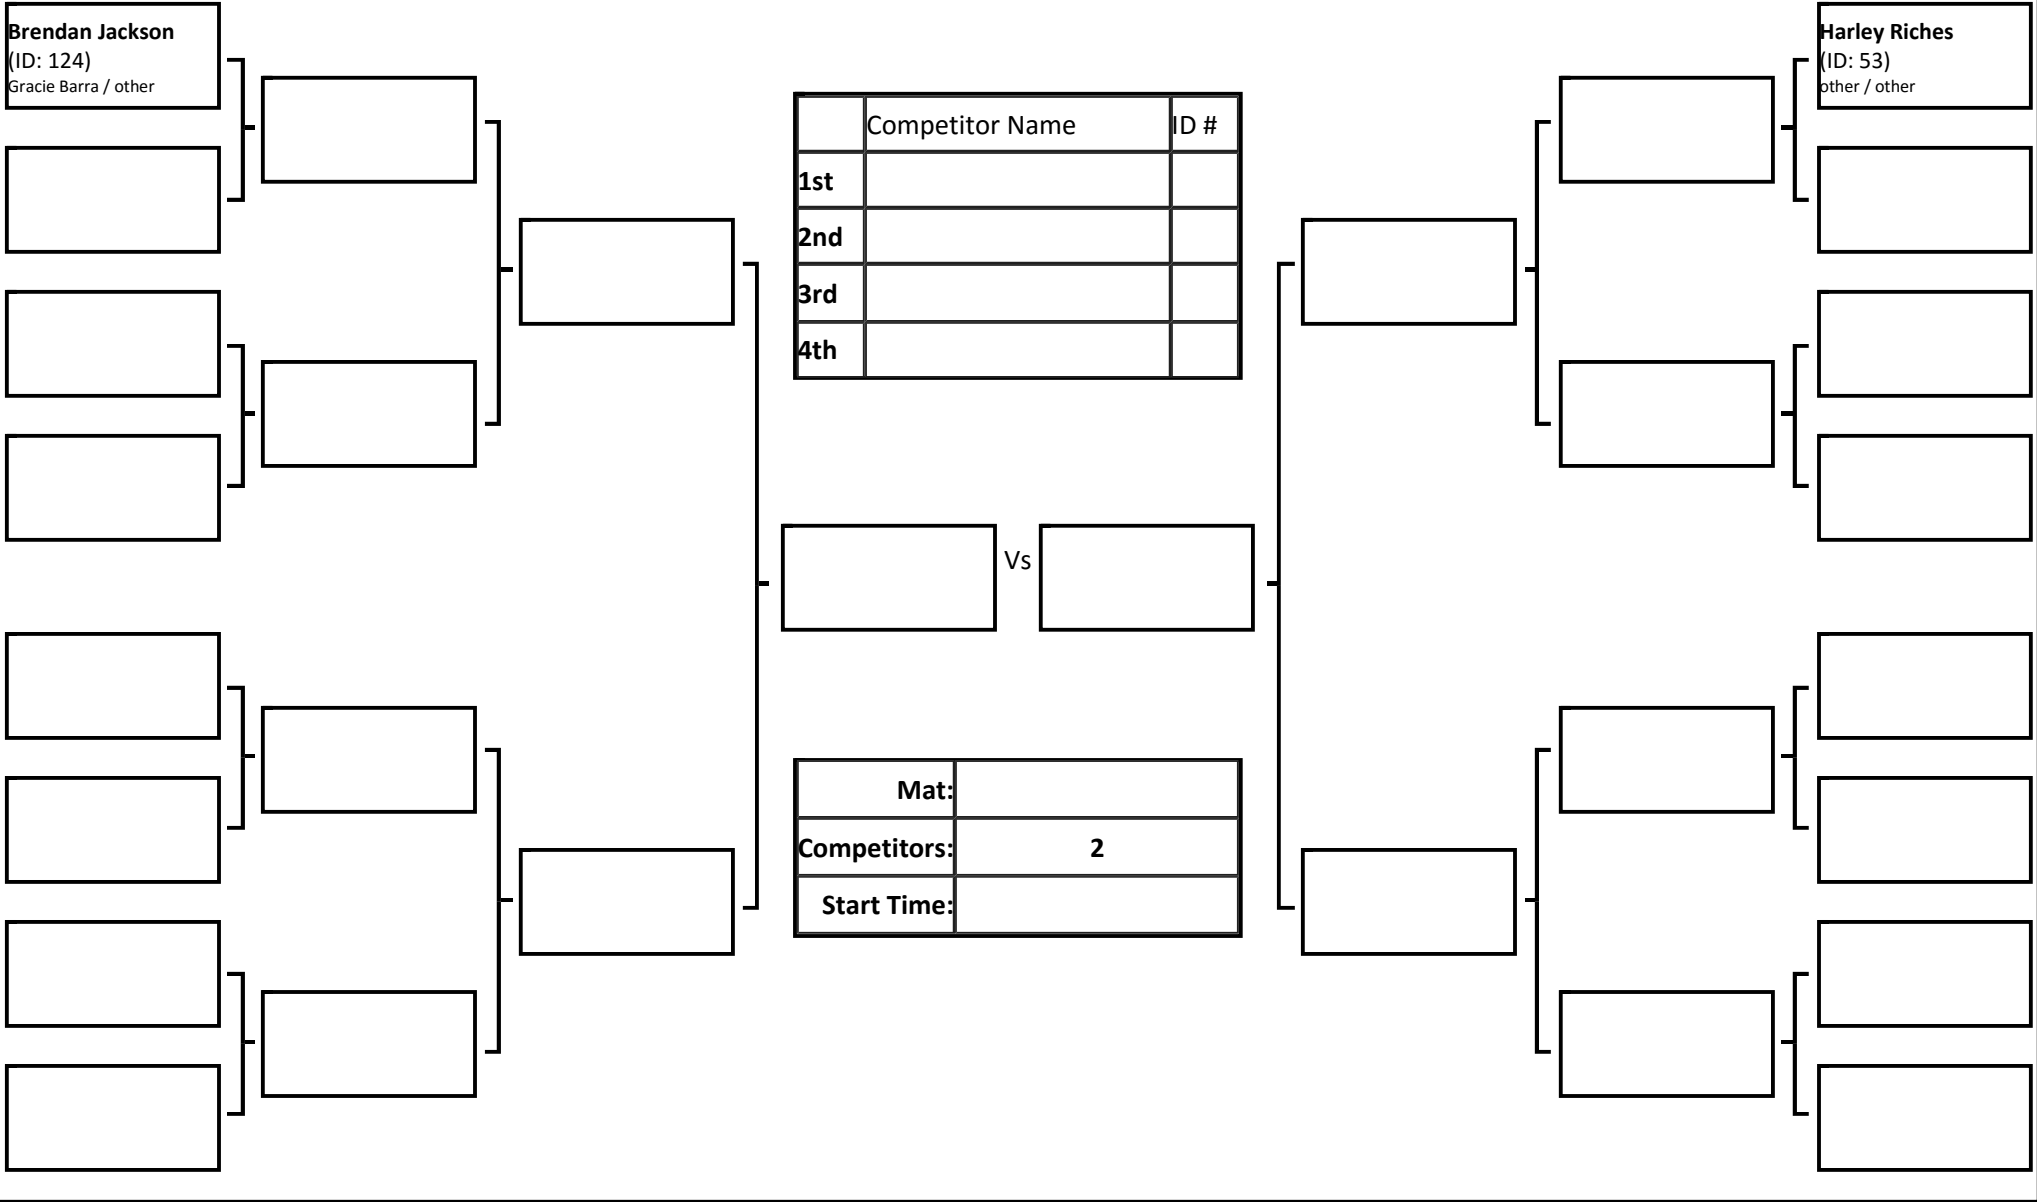 Brendan Jackson
(ID: 124)
Gracie Barra / other
Harley Riches
(ID: 53)
other / other
Competitor Name ID #
1st
2nd
3rd
4th
Vs
Mat:
Competitors: 2
Start Time: